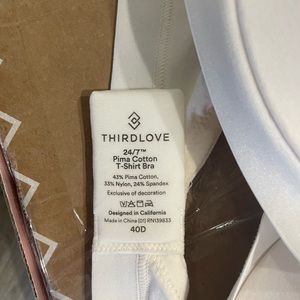 THIRDLOVE
24/7™
Pima Cotton
T-Shirt Bra
43% Pima Cotton,
33% Nylon, 24% Spandex
Exclusive of decoration
Designed in California
Made in China [01] RN139833
40D